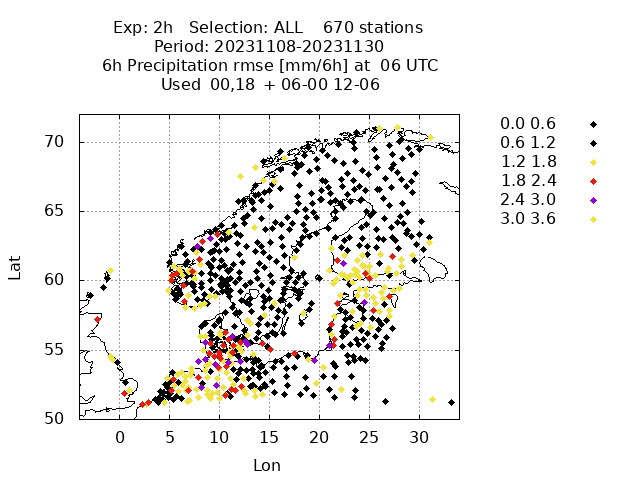 Exp: 2h   Selection: ALL    670 stations
Period: 20231108-20231130
6h Precipitation rmse [mm/6h] at  06 UTC
Used  00,18  + 06-00 12-06
70
65
60
55
50
Lat
0 5 10 15 20 25 30
Lon
0.0 0.6
0.6 1.2
1.2 1.8
1.8 2.4
2.4 3.0
3.0 3.6